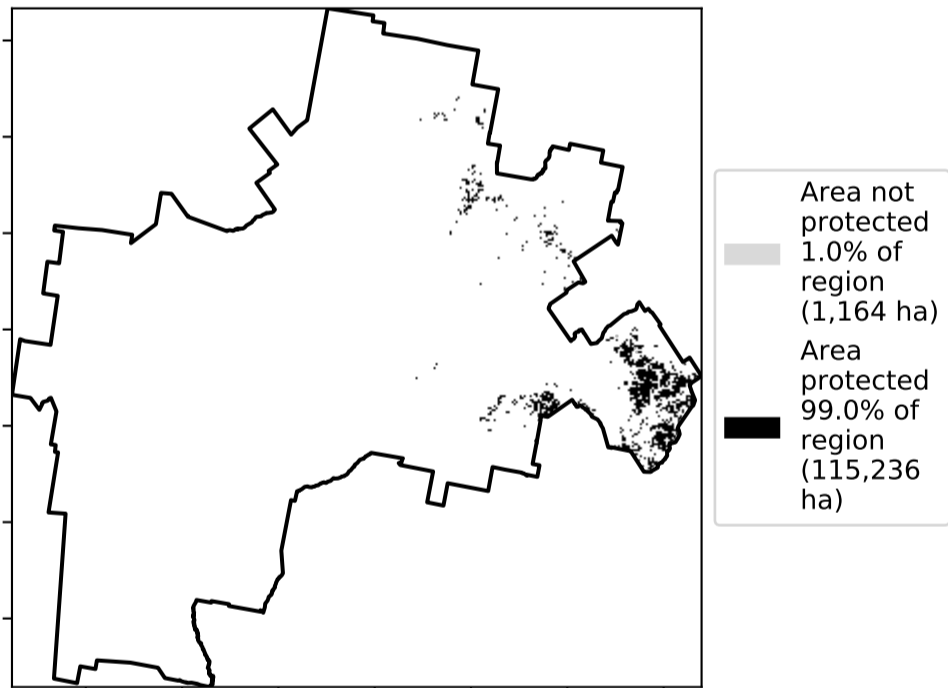 Area not
protected
1.0% of
region
(1,164 ha)
Area
protected
99.0% of
region
(115,236
ha)